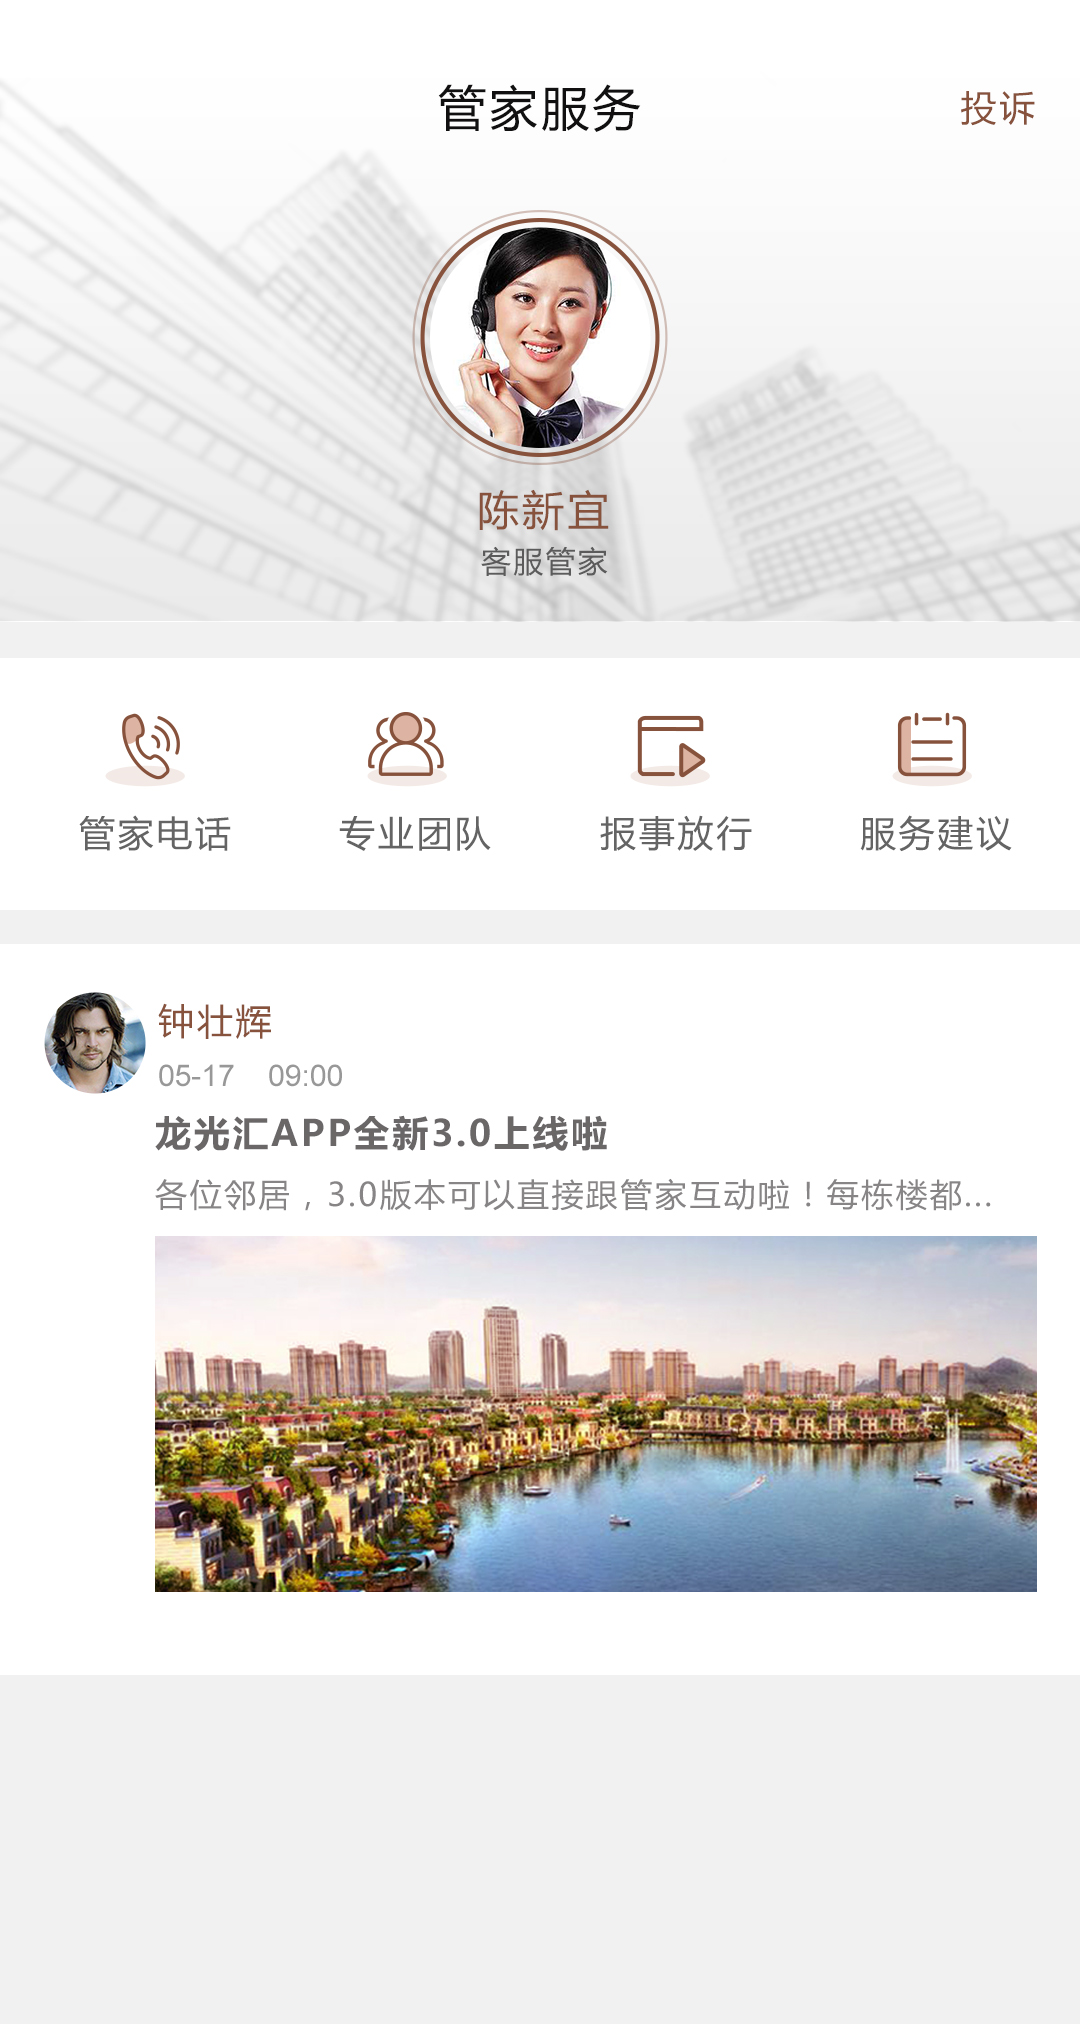 管家服务
投诉
陈新宜
客服管家
管家电话
专业团队
报事放行
服务建议
钟壮辉
05-17 09:00
龙光汇APP全新3.0上线啦
各位邻居，3.0版本可以直接跟管家互动啦！每栋楼都...